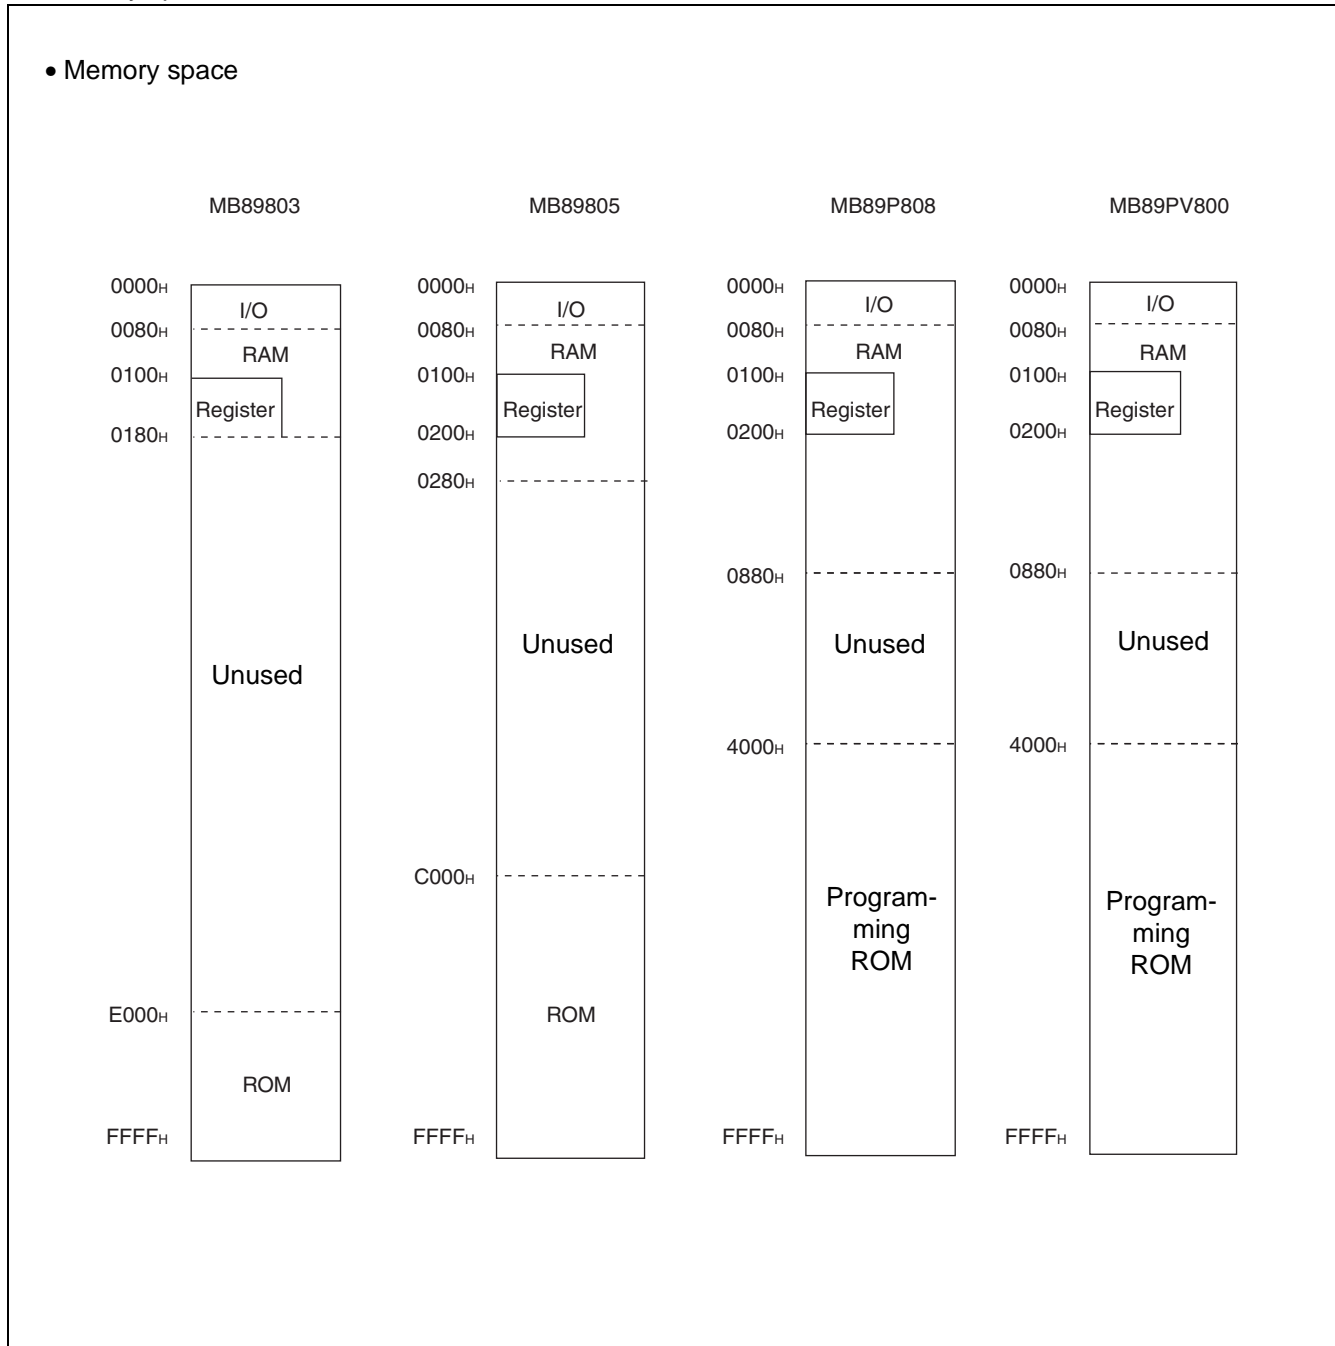 • Memory space
MB89803
0000H
I/O
0080H
RAM
0100H
Register
0180H
Unused
E000H
ROM
FFFFH
MB89805
0000H
I/O
0080H
RAM
0100H
Register
0200H
0280H
Unused
C000H
ROM
FFFFH
MB89P808
0000H
I/O
0080H
RAM
0100H
Register
0200H
0880H
Unused
4000H
Program-
ming
ROM
FFFFH
MB89PV800
0000H
I/O
0080H
RAM
0100H
Register
0200H
0880H
Unused
4000H
Program-
ming
ROM
FFFFH